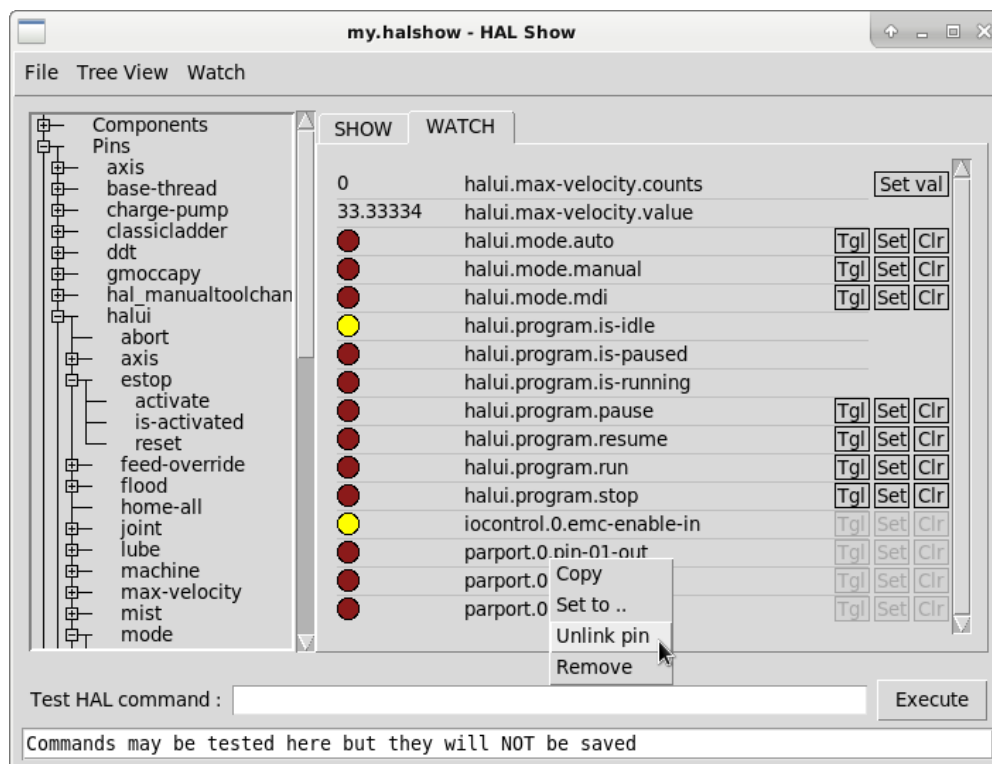 my.halshow - HAL Show
File Tree View Watch
Components
Pins
axis
base-thread
charge-pump
classicladder
ddt
gmoccapy
hal_manualtoolchan
halui
abort
axis
estop
activate
is-activated
reset
feed-override
flood
home-all
joint
lube
machine
max-velocity
mist
mode
SHOW WATCH
0 halui.max-velocity.counts Set val
33.33334 halui.max-velocity.value
halui.mode.auto Tgl Set Clr
halui.mode.manual Tgl Set Clr
halui.mode.mdi Tgl Set Clr
halui.program.is-idle
halui.program.is-paused
halui.program.is-running
halui.program.pause Tgl Set Clr
halui.program.resume Tgl Set Clr
halui.program.run Tgl Set Clr
halui.program.stop Tgl Set Clr
iocontrol.0.emc-enable-in Tgl Set Clr
parport.0.pin-01-out Tgl Set Clr
parport.0 Tgl Set Clr
parport.0 Tgl Set Clr
Copy
Set to ..
Unlink pin
Remove
Test HAL command : Execute
Commands may be tested here but they will NOT be saved